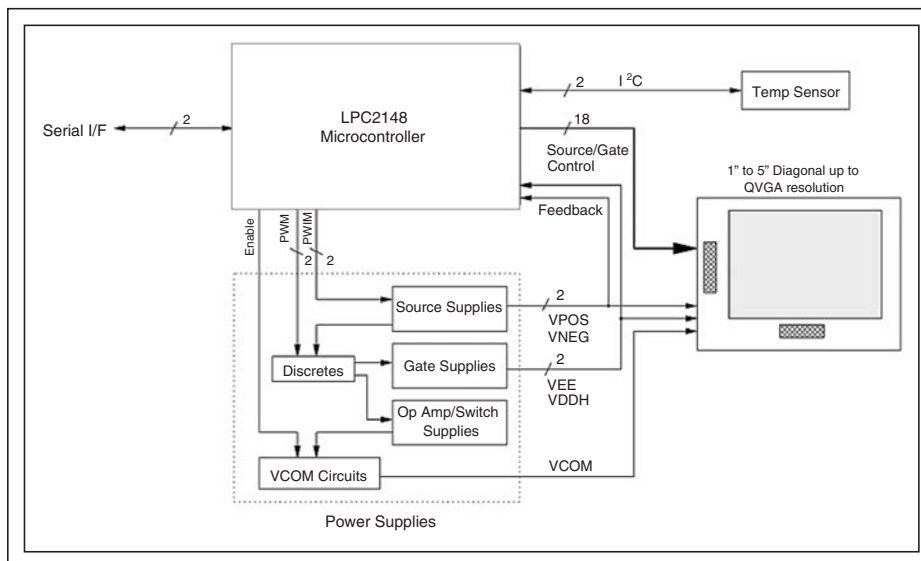 LPC2148
Microcontroller
Serial I/F
2
2
I²C
Temp Sensor
18
Source/Gate
Control
Feedback
1" to 5" Diagonal up to
QVGA resolution
Enable
PWM
PWIM
2
2
Source Supplies
2
VPOS
VNEG
Discretes
Gate Supplies
2
VEE
VDDH
Op Amp/Switch
Supplies
VCOM Circuits
VCOM
Power Supplies